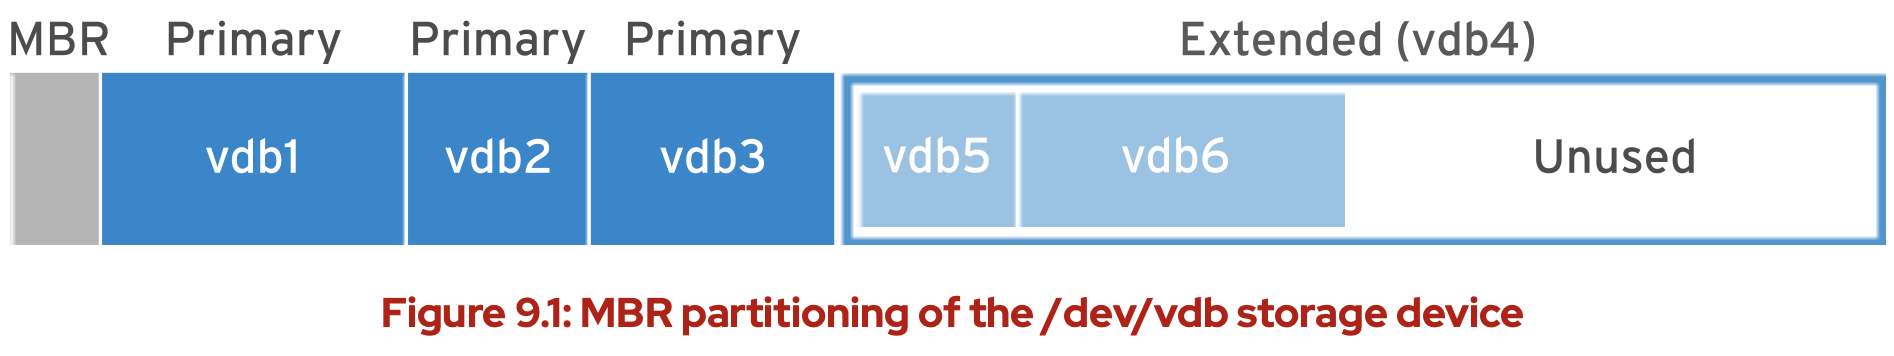 MBR Primary Primary Primary Extended (vdb4)
vdb1 vdb2 vdb3 vdb5 vdb6 Unused
Figure 9.1: MBR partitioning of the /dev/vdb storage device